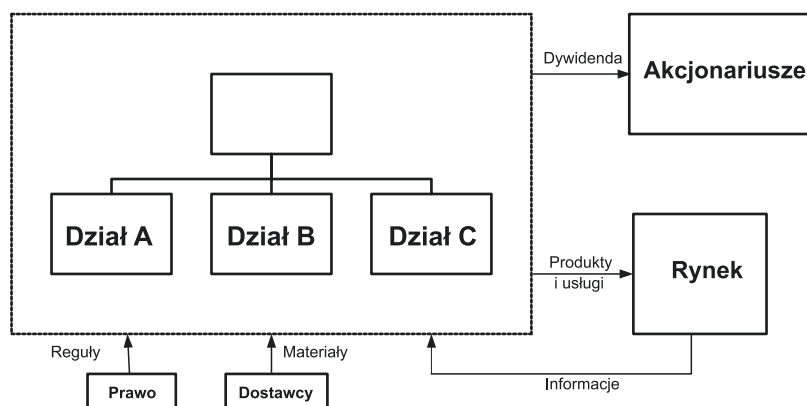 Dywidenda
Akcjonariusze
Dział A
Dział B
Dział C
Produkty
i usługi
Rynek
Reguły
Materiały
Informacje
Prawo
Dostawcy